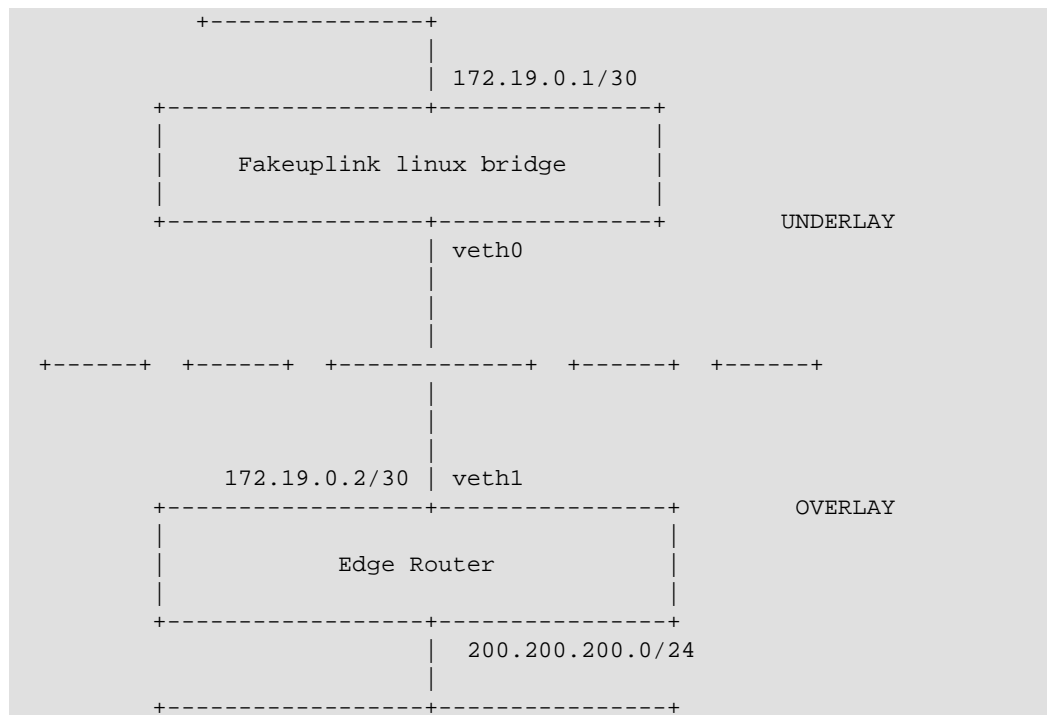 172.19.0.1/30
Fakeuplink linux bridge
UNDERLAY
veth0
172.19.0.2/30 veth1
OVERLAY
Edge Router
200.200.200.0/24